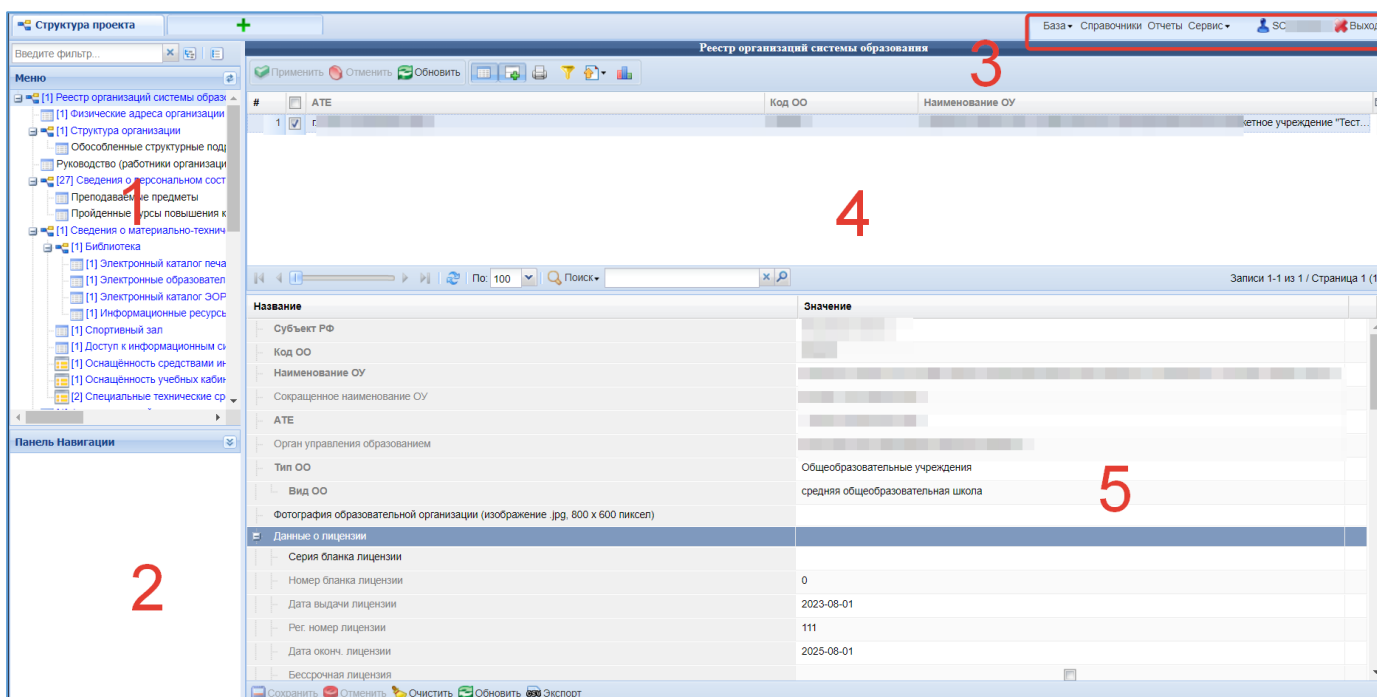 Структура проекта
База Справочники Отчеты Сервис SC Выход
Введите фильтр...
Реестр организаций системы образования
3
Меню
Применить Отменить Обновить
[1] Реестр организаций системы образо
[1] Физические адреса организации
[1] Структура организации
Обособленные структурные под
Руководство (работники организаци
[27] Сведения о персональном сост
Преподаваемые предметы
Пройденные курсы повышения к
[1] Сведения о материально-технич
[1] Библиотека
[1] Электронный каталог печа
[1] Электронные образовател
[1] Электронный каталог ЭОР
[1] Информационные ресурсь
[1] Спортивный зал
[1] Доступ к информационным си
[1] Оснащённость средствами ин
[1] Оснащённость учебных кабин
[2] Специальные технические ср
1
# АТЕ Код ОО Наименование ОУ
1 г. кетное учреждение "Тест...
4
По: 100 Поиск Записи 1-1 из 1 / Страница 1 (1
Панель Навигации
2
Название Значение
Субъект РФ
Код ОО
Наименование ОУ
Сокращенное наименование ОУ
АТЕ
Орган управления образованием
Тип ОО Общеобразовательные учреждения
Вид ОО средняя общеобразовательная школа
5
Фотография образовательной организации (изображение .jpg, 800 x 600 пиксел)
Данные о лицензии
Серия бланка лицензии
Номер бланка лицензии 0
Дата выдачи лицензии 2023-08-01
Рег. номер лицензии 111
Дата оконч. лицензии 2025-08-01
Бессрочная лицензия
Сохранить Отменить Очистить Обновить Экспорт